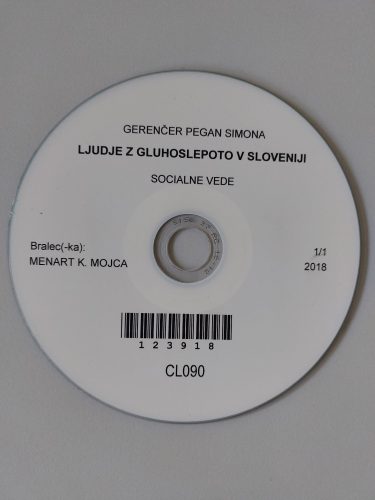 GERENČER PEGAN SIMONA
LJUDJE Z GLUHOSLEPOTO V SLOVENIJI
SOCIALNE VEDE
Bralec(-ka):
MENART K. MOJCA
1/1
2018
123918
CL090